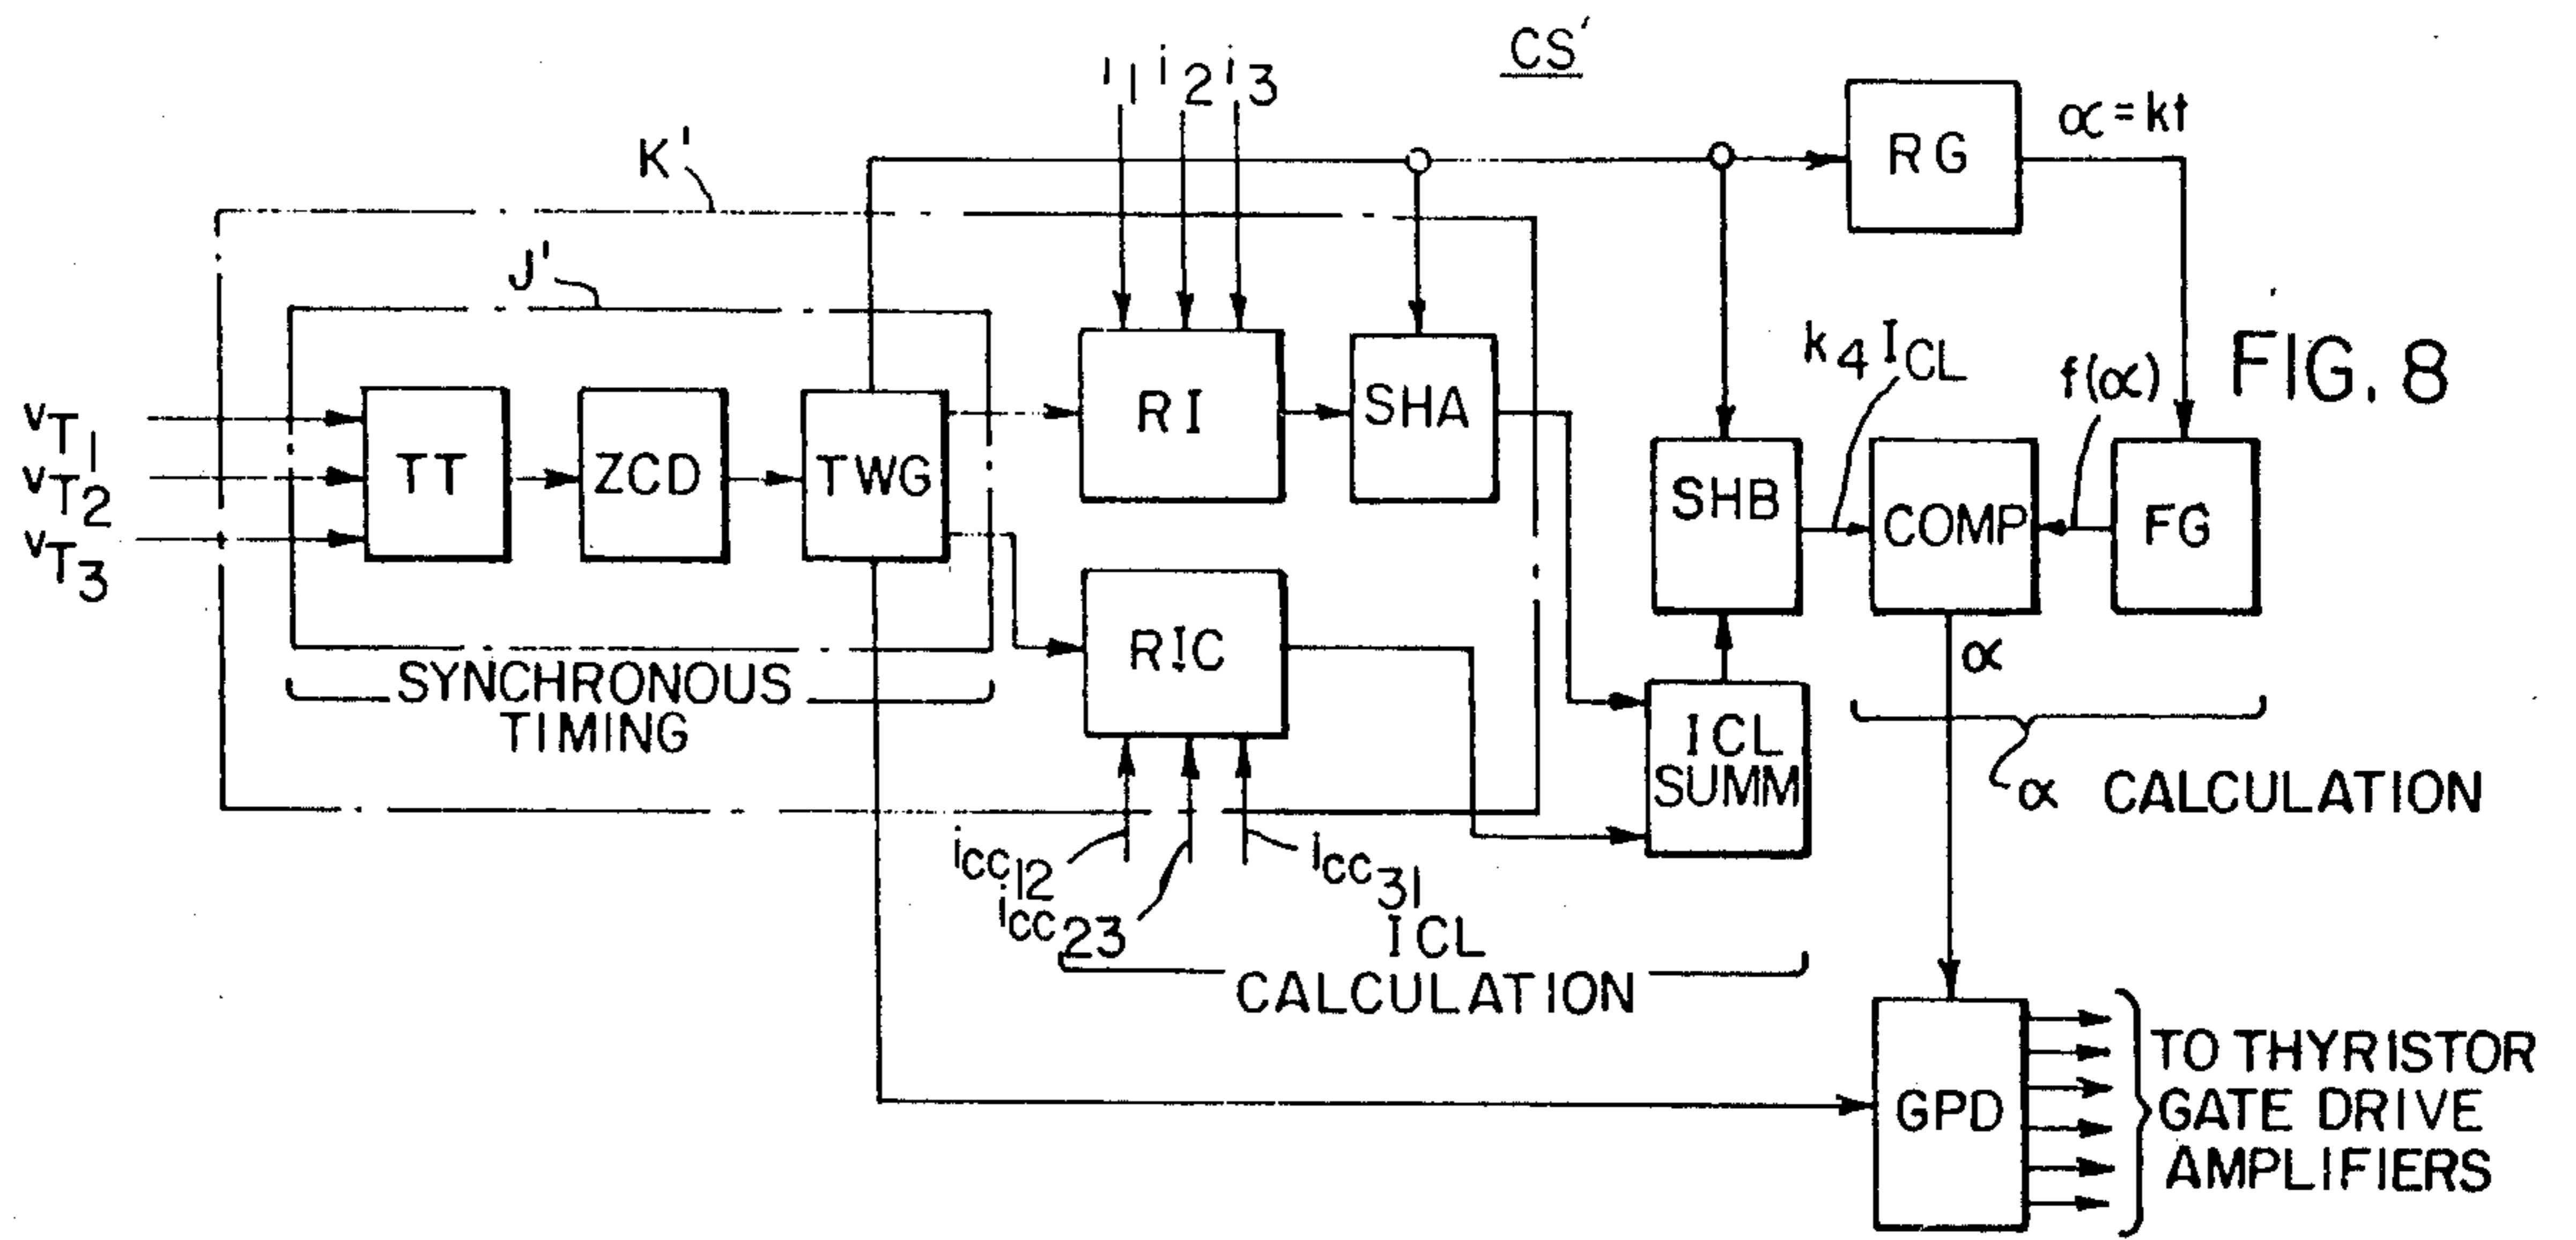 CS'
i1 i2 i3
K'
RG
α = kt
J'
k4 ICL
f(α)
FIG. 8
vT1
vT2
vT3
TT
ZCD
TWG
RI
SHA
SHB
COMP
FG
RIC
α
SYNCHRONOUS
TIMING
ICL
SUMM
α CALCULATION
icc12
icc23
icc31
ICL
CALCULATION
GPD
TO THYRISTOR
GATE DRIVE
AMPLIFIERS